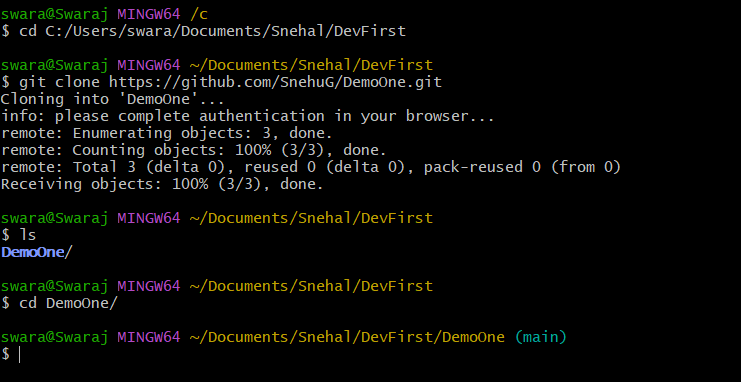 swara@Swaraj MINGW64 /c
$ cd C:/Users/swara/Documents/Snehal/DevFirst
swara@Swaraj MINGW64 ~/Documents/Snehal/DevFirst
$ git clone https://github.com/SnehuG/DemoOne.git
Cloning into 'DemoOne'...
info: please complete authentication in your browser...
remote: Enumerating objects: 3, done.
remote: Counting objects: 100% (3/3), done.
remote: Total 3 (delta 0), reused 0 (delta 0), pack-reused 0 (from 0)
Receiving objects: 100% (3/3), done.
swara@Swaraj MINGW64 ~/Documents/Snehal/DevFirst
$ ls
DemoOne/
swara@Swaraj MINGW64 ~/Documents/Snehal/DevFirst
$ cd DemoOne/
swara@Swaraj MINGW64 ~/Documents/Snehal/DevFirst/DemoOne (main)
$